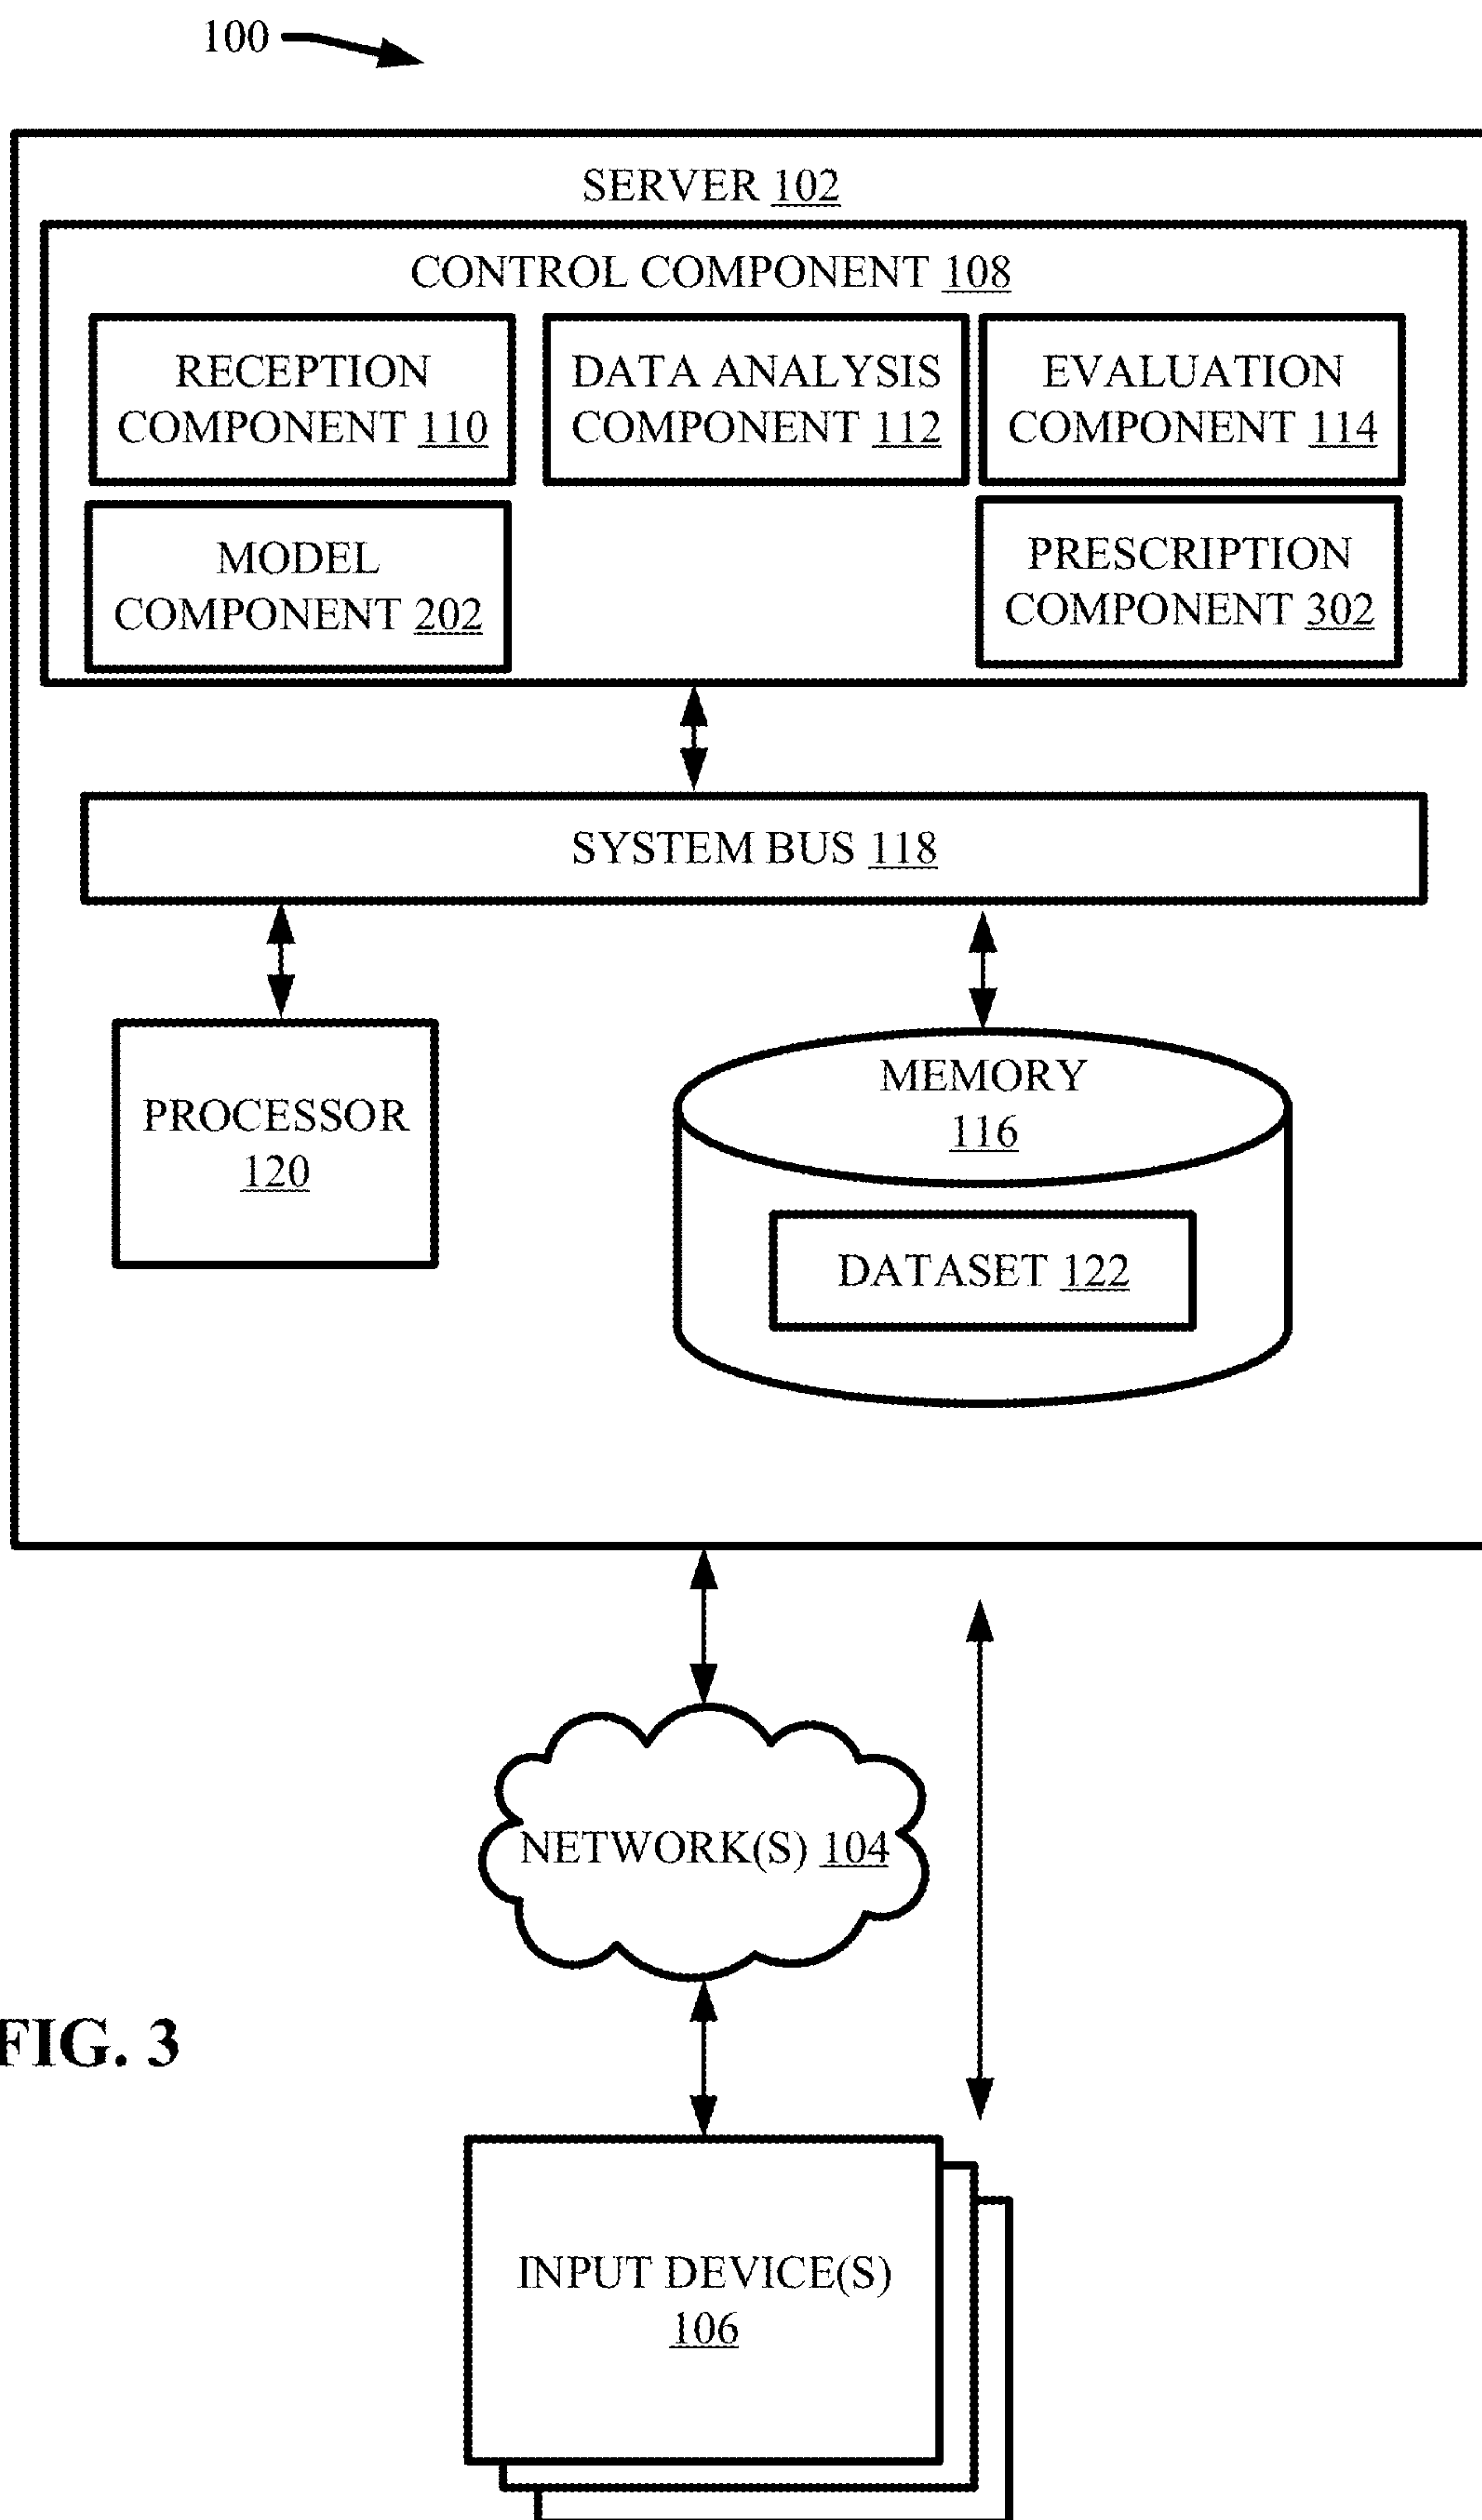 100
SERVER 102
CONTROL COMPONENT 108
RECEPTION
COMPONENT 110
DATA ANALYSIS
COMPONENT 112
EVALUATION
COMPONENT 114
MODEL
COMPONENT 202
PRESCRIPTION
COMPONENT 302
SYSTEM BUS 118
PROCESSOR
120
MEMORY
116
DATASET 122
NETWORK(S) 104
FIG. 3
INPUT DEVICE(S)
106